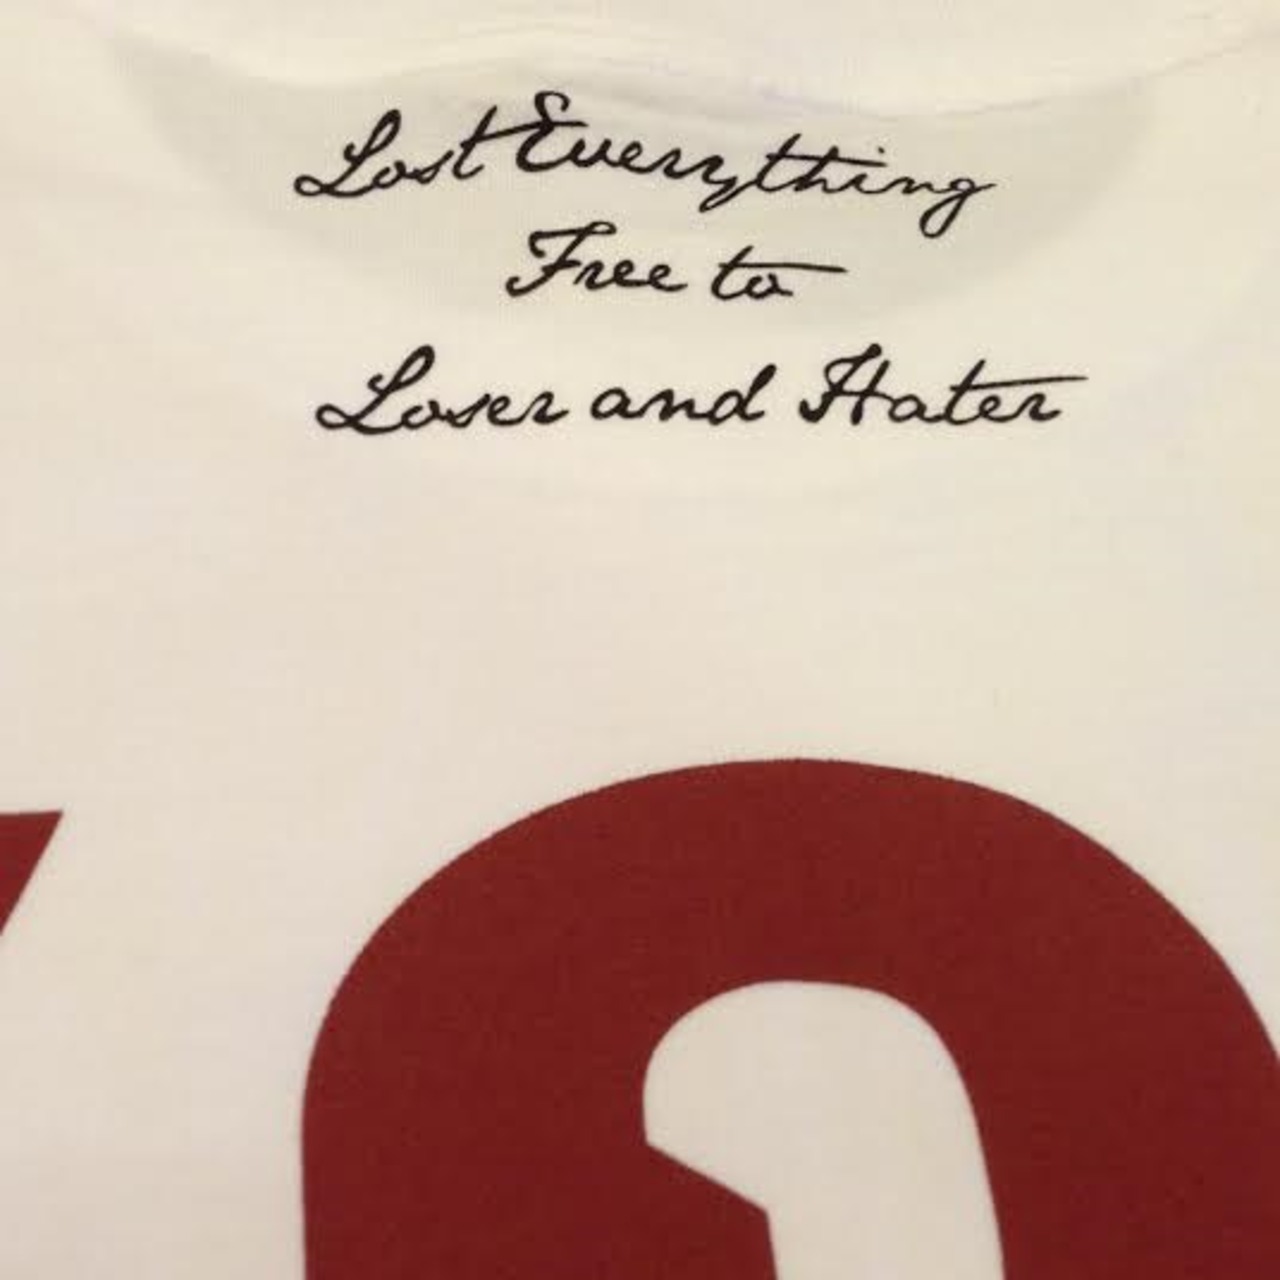 Lost Everything
Free to
Loser and Hater